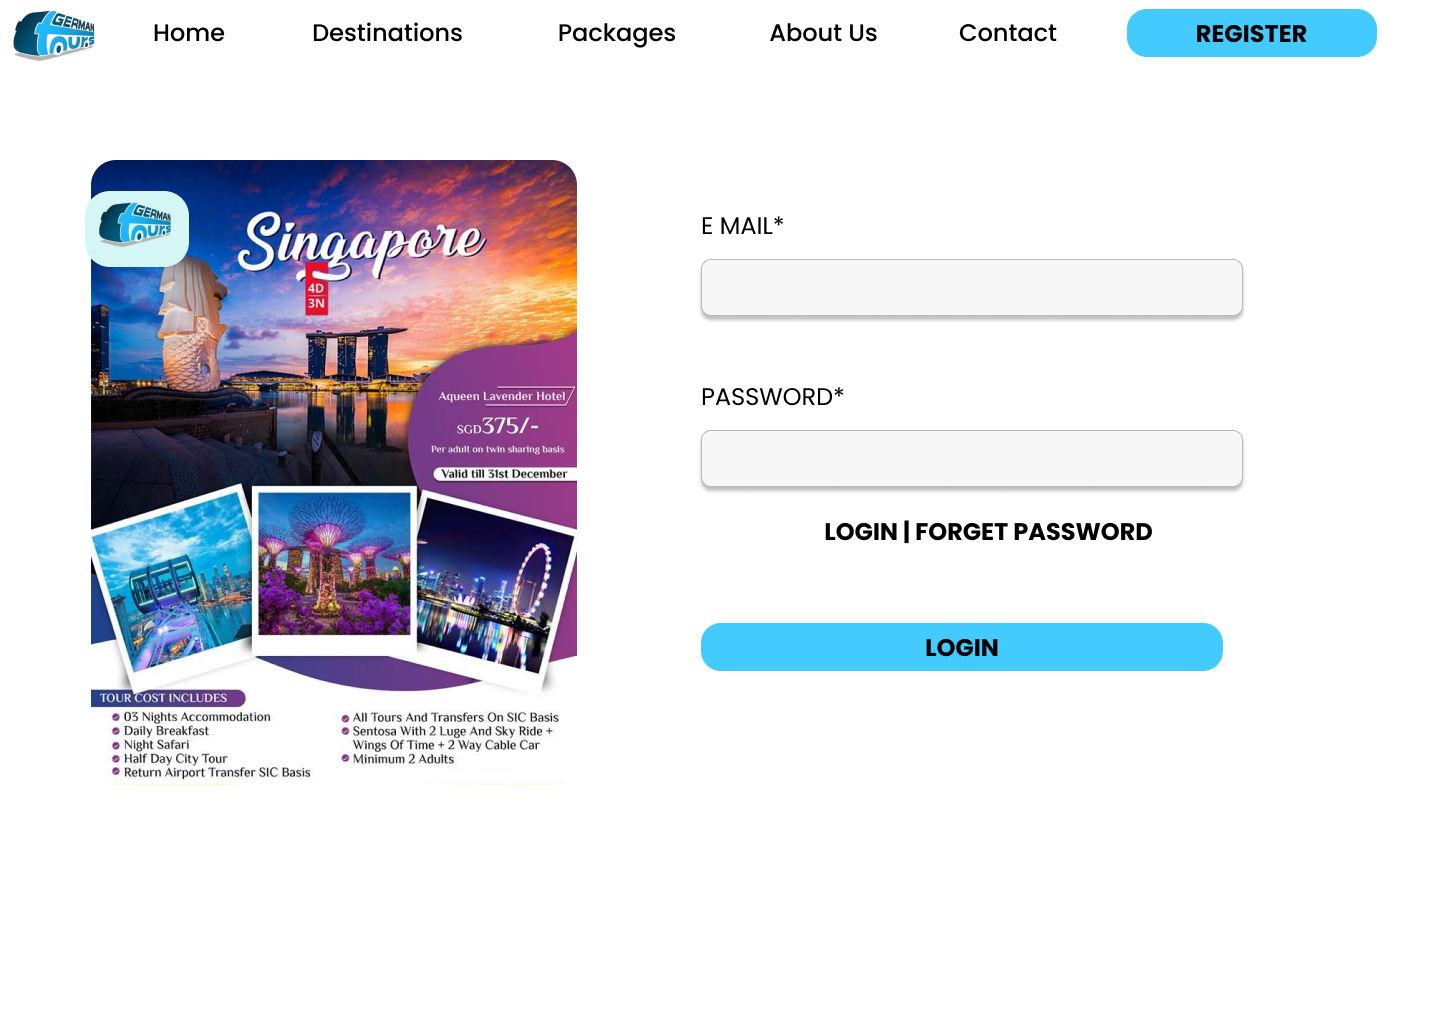 GERMAN
TOURS
Home
Destinations
Packages
About Us
Contact
REGISTER
GERMAN
TOURS
Singapore
4D
3N
Aqueen Lavender Hotel
SGD375/-
Per adult on twin sharing basis
Valid till 31st December
TOUR COST INCLUDES
03 Nights Accommodation
Daily Breakfast
Night Safari
Half Day City Tour
Return Airport Transfer SIC Basis
All Tours And Transfers On SIC Basis
Sentosa With 2 Luge And Sky Ride +
Wings Of Time + 2 Way Cable Car
Minimum 2 Adults
E MAIL*
PASSWORD*
LOGIN | FORGET PASSWORD
LOGIN